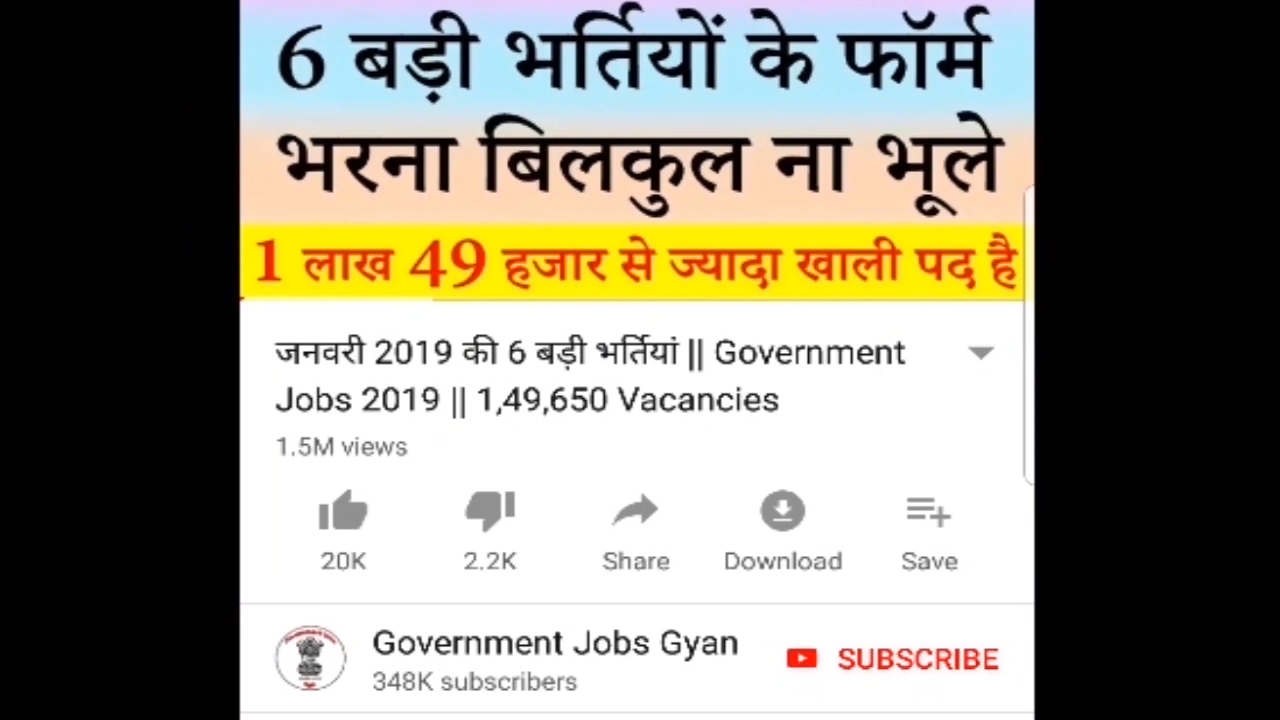 6 बड़ी भर्तियों के फॉर्म
भरना बिलकुल ना भूले
1 लाख 49 हजार से ज्यादा खाली पद है
जनवरी 2019 की 6 बड़ी भर्तियां || Government
Jobs 2019 || 1,49,650 Vacancies
1.5M views
20K 2.2K Share Download Save
Government Jobs Gyan
348K subscribers
SUBSCRIBE